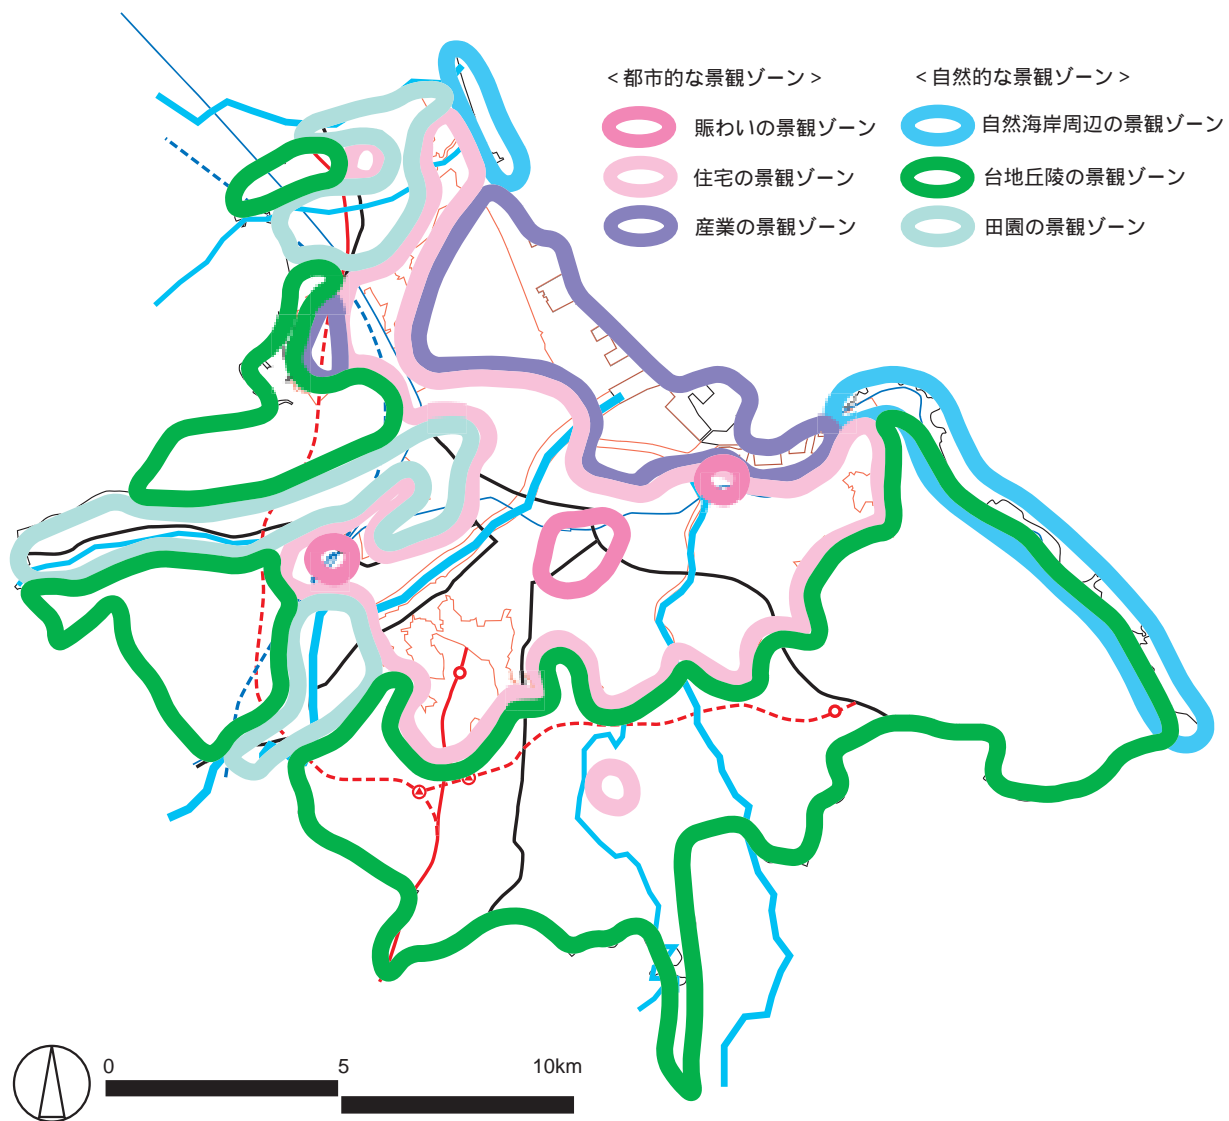 ＜都市的な景観ゾーン＞
賑わいの景観ゾーン
住宅の景観ゾーン
産業の景観ゾーン
＜自然的な景観ゾーン＞
自然海岸周辺の景観ゾーン
台地丘陵の景観ゾーン
田園の景観ゾーン
0 5 10km